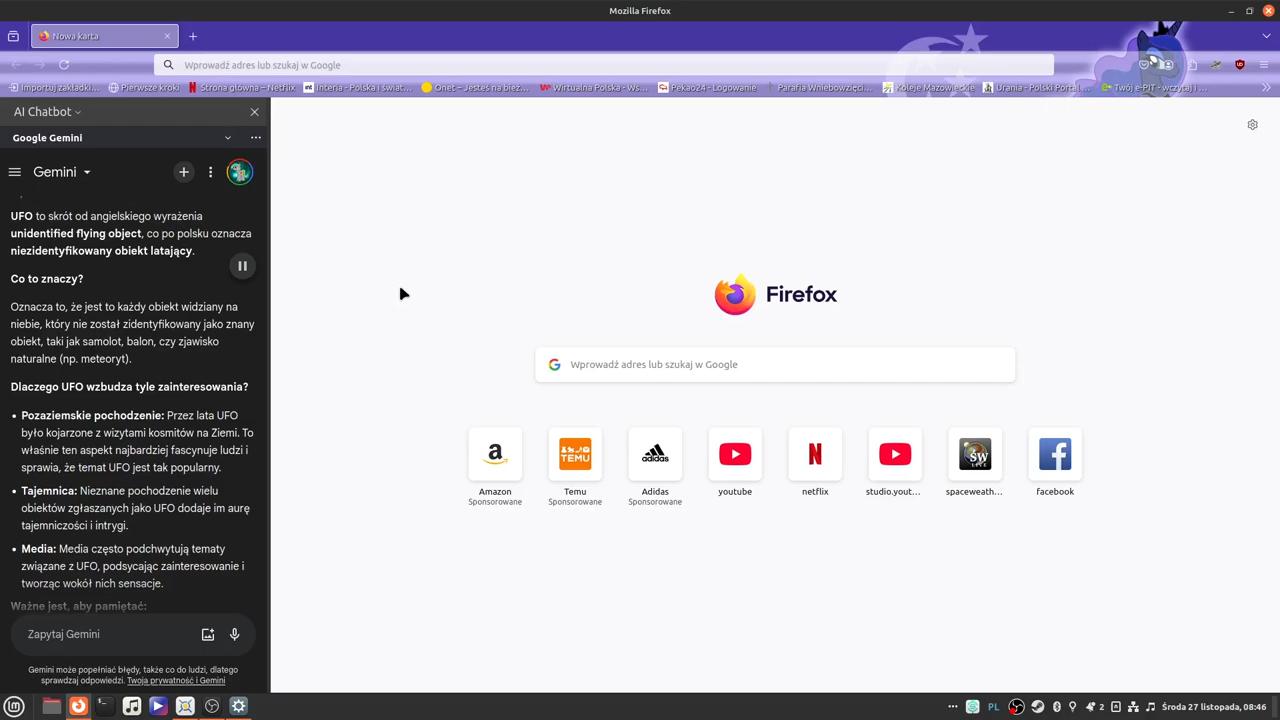 Mozilla Firefox
Nowa karta
Wprowadź adres lub szukaj w Google
Importuj zakładki... Pierwsze kroki Strona główna – Netflix Interia - Polska i świat... Onet – Jesteś na bież... Wirtualna Polska - Ws... Pekao24 - Logowanie Parafia Wniebowzięci... Koleje Mazowieckie Urania - Polski Portal... Twój e-PIT - wczytaj i ...
AI Chatbot
Google Gemini
Gemini
UFO to skrót od angielskiego wyrażenia
unidentified flying object, co po polsku oznacza
niezidentyfikowany obiekt latający.
Co to znaczy?
Oznacza to, że jest to każdy obiekt widziany na
niebie, który nie został zidentyfikowany jako znany
obiekt, taki jak samolot, balon, czy zjawisko
naturalne (np. meteoryt).
Dlaczego UFO wzbudza tyle zainteresowania?
• Pozaziemskie pochodzenie: Przez lata UFO
było kojarzone z wizytami kosmitów na Ziemi. To
właśnie ten aspekt najbardziej fascynuje ludzi i
sprawia, że temat UFO jest tak popularny.
• Tajemnica: Nieznane pochodzenie wielu
obiektów zgłaszanych jako UFO dodaje im aurę
tajemniczości i intrygi.
• Media: Media często podchwytują tematy
związane z UFO, podsycając zainteresowanie i
tworząc wokół nich sensacje.
Ważne jest, aby pamiętać:
Zapytaj Gemini
Gemini może popełniać błędy, także co do ludzi, dlatego
sprawdzaj odpowiedzi. Twoja prywatność i Gemini
Firefox
Wprowadź adres lub szukaj w Google
Amazon Temu Adidas youtube netflix studio.yout... spaceweath... facebook
Sponsorowane Sponsorowane Sponsorowane
PL 2 Środa 27 listopada, 08:46